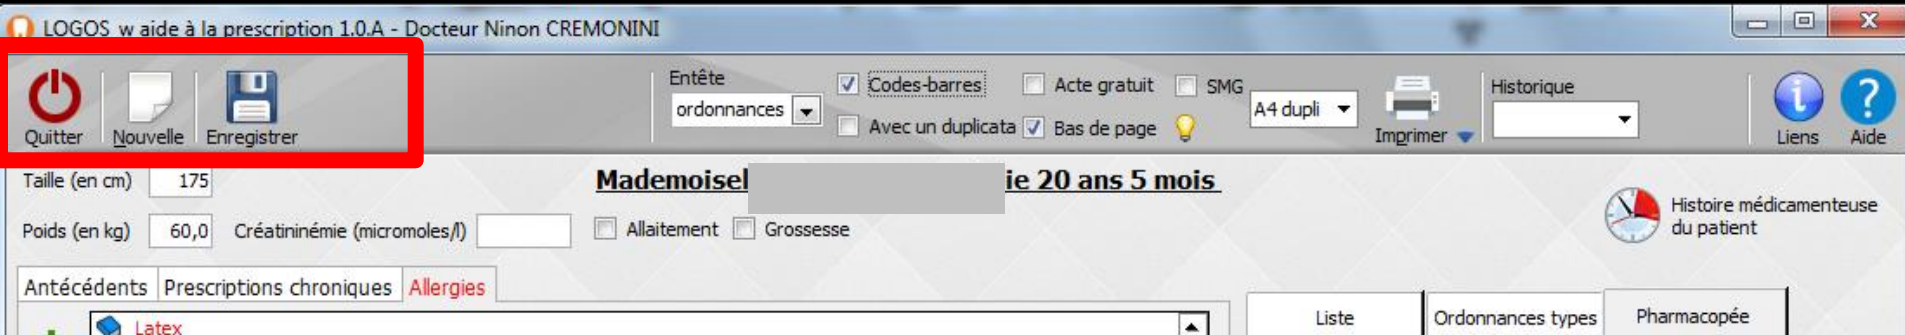 LOGOS_w aide à la prescription 1.0.A - Docteur Ninon CREMONINI
Quitter Nouvelle Enregistrer
Entête
ordonnances
Codes-barres Acte gratuit SMG
Avec un duplicata Bas de page
A4 dupli
Imprimer
Historique
Liens Aide
Taille (en cm) 175
Mademoisel ie 20 ans 5 mois
Poids (en kg) 60,0 Créatininémie (micromoles/l) Allaitement Grossesse
Histoire médicamenteuse
du patient
Antécédents Prescriptions chroniques Allergies
Liste Ordonnances types Pharmacopée
Latex